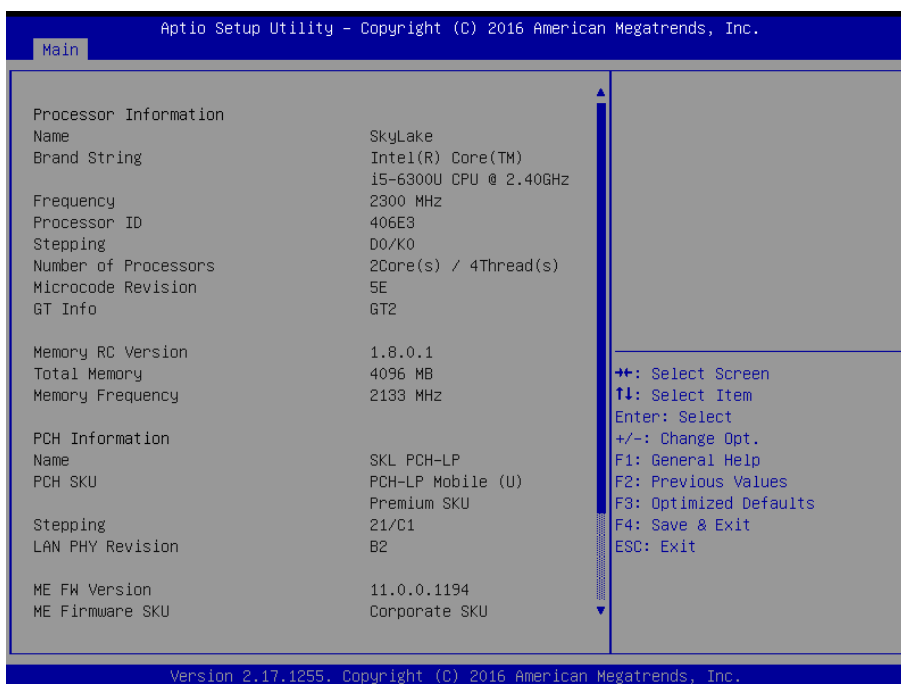 Aptio Setup Utility – Copyright (C) 2016 American Megatrends, Inc.
Main
Processor Information
Name SkyLake
Brand String Intel(R) Core(TM)
i5-6300U CPU @ 2.40GHz
Frequency 2300 MHz
Processor ID 406E3
Stepping D0/K0
Number of Processors 2Core(s) / 4Thread(s)
Microcode Revision 5E
GT Info GT2
Memory RC Version 1.8.0.1
Total Memory 4096 MB
Memory Frequency 2133 MHz
PCH Information
Name SKL PCH-LP
PCH SKU PCH-LP Mobile (U)
Premium SKU
Stepping 21/C1
LAN PHY Revision B2
ME FW Version 11.0.0.1194
ME Firmware SKU Corporate SKU
→←: Select Screen
↑↓: Select Item
Enter: Select
+/-: Change Opt.
F1: General Help
F2: Previous Values
F3: Optimized Defaults
F4: Save & Exit
ESC: Exit
Version 2.17.1255. Copyright (C) 2016 American Megatrends, Inc.